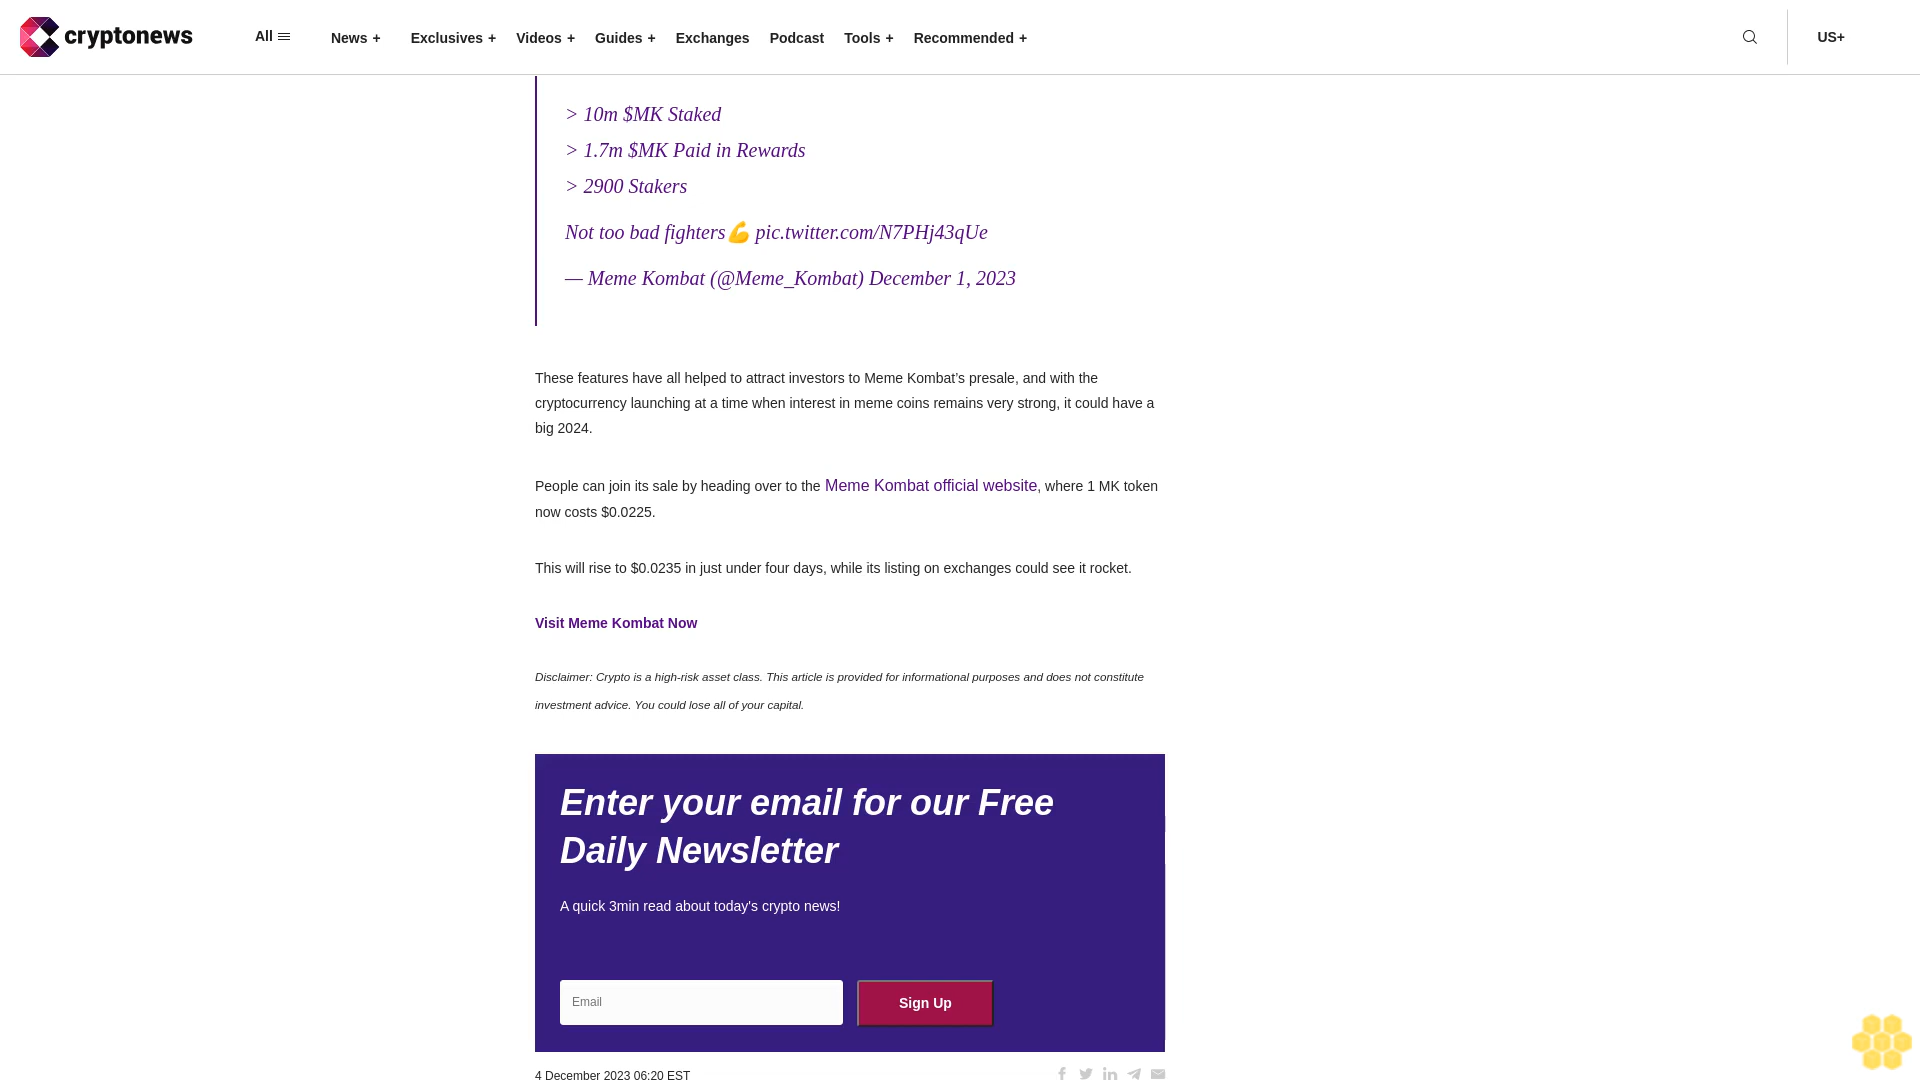 cryptonews
All
News +
Exclusives +
Videos +
Guides +
Exchanges
Podcast
Tools +
Recommended +
US+
> 10m $MK Staked
> 1.7m $MK Paid in Rewards
> 2900 Stakers
Not too bad fighters💪 pic.twitter.com/N7PHj43qUe
— Meme Kombat (@Meme_Kombat) December 1, 2023
These features have all helped to attract investors to Meme Kombat’s presale, and with the
cryptocurrency launching at a time when interest in meme coins remains very strong, it could have a
big 2024.
People can join its sale by heading over to the Meme Kombat official website, where 1 MK token
now costs $0.0225.
This will rise to $0.0235 in just under four days, while its listing on exchanges could see it rocket.
Visit Meme Kombat Now
Disclaimer: Crypto is a high-risk asset class. This article is provided for informational purposes and does not constitute
investment advice. You could lose all of your capital.
Enter your email for our Free
Daily Newsletter
A quick 3min read about today's crypto news!
Email
Sign Up
4 December 2023 06:20 EST